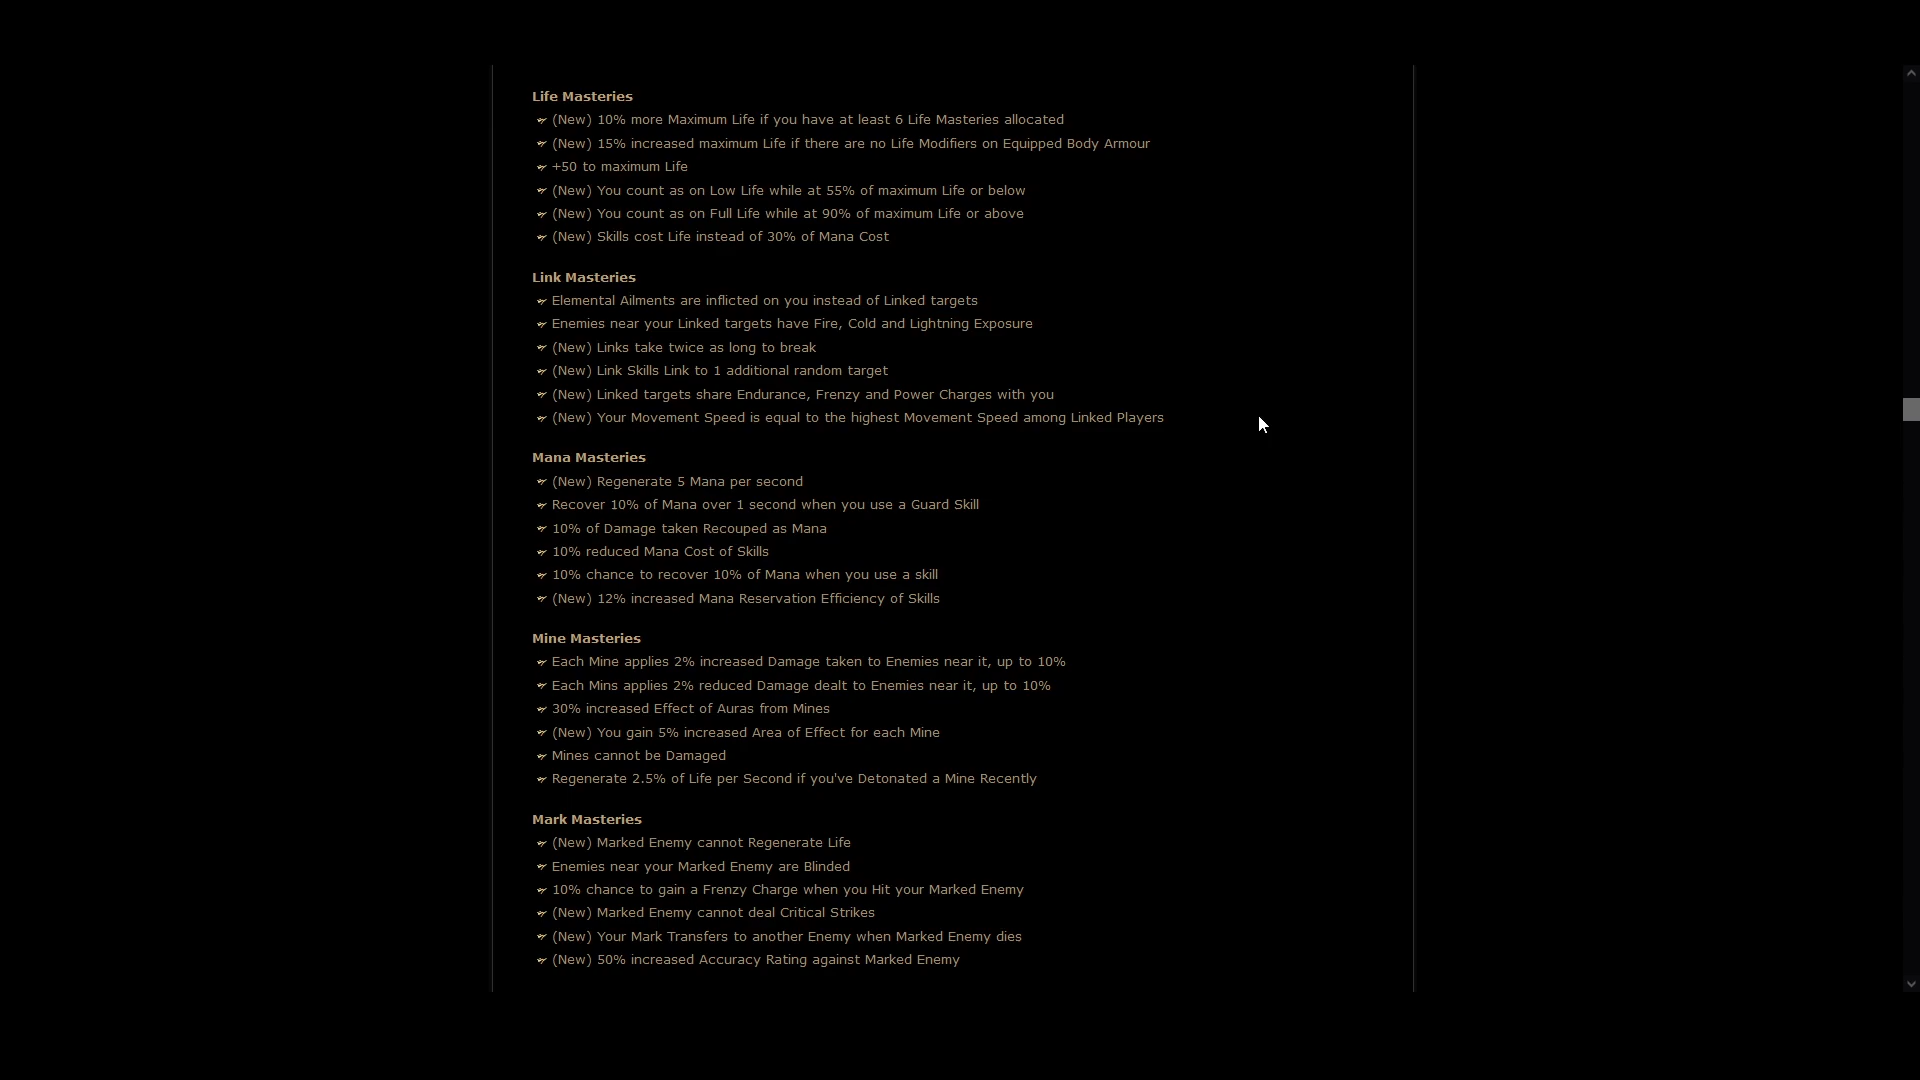 Life Masteries
(New) 10% more Maximum Life if you have at least 6 Life Masteries allocated
(New) 15% increased maximum Life if there are no Life Modifiers on Equipped Body Armour
+50 to maximum Life
(New) You count as on Low Life while at 55% of maximum Life or below
(New) You count as on Full Life while at 90% of maximum Life or above
(New) Skills cost Life instead of 30% of Mana Cost
Link Masteries
Elemental Ailments are inflicted on you instead of Linked targets
Enemies near your Linked targets have Fire, Cold and Lightning Exposure
(New) Links take twice as long to break
(New) Link Skills Link to 1 additional random target
(New) Linked targets share Endurance, Frenzy and Power Charges with you
(New) Your Movement Speed is equal to the highest Movement Speed among Linked Players
Mana Masteries
(New) Regenerate 5 Mana per second
Recover 10% of Mana over 1 second when you use a Guard Skill
10% of Damage taken Recouped as Mana
10% reduced Mana Cost of Skills
10% chance to recover 10% of Mana when you use a skill
(New) 12% increased Mana Reservation Efficiency of Skills
Mine Masteries
Each Mine applies 2% increased Damage taken to Enemies near it, up to 10%
Each Mins applies 2% reduced Damage dealt to Enemies near it, up to 10%
30% increased Effect of Auras from Mines
(New) You gain 5% increased Area of Effect for each Mine
Mines cannot be Damaged
Regenerate 2.5% of Life per Second if you've Detonated a Mine Recently
Mark Masteries
(New) Marked Enemy cannot Regenerate Life
Enemies near your Marked Enemy are Blinded
10% chance to gain a Frenzy Charge when you Hit your Marked Enemy
(New) Marked Enemy cannot deal Critical Strikes
(New) Your Mark Transfers to another Enemy when Marked Enemy dies
(New) 50% increased Accuracy Rating against Marked Enemy